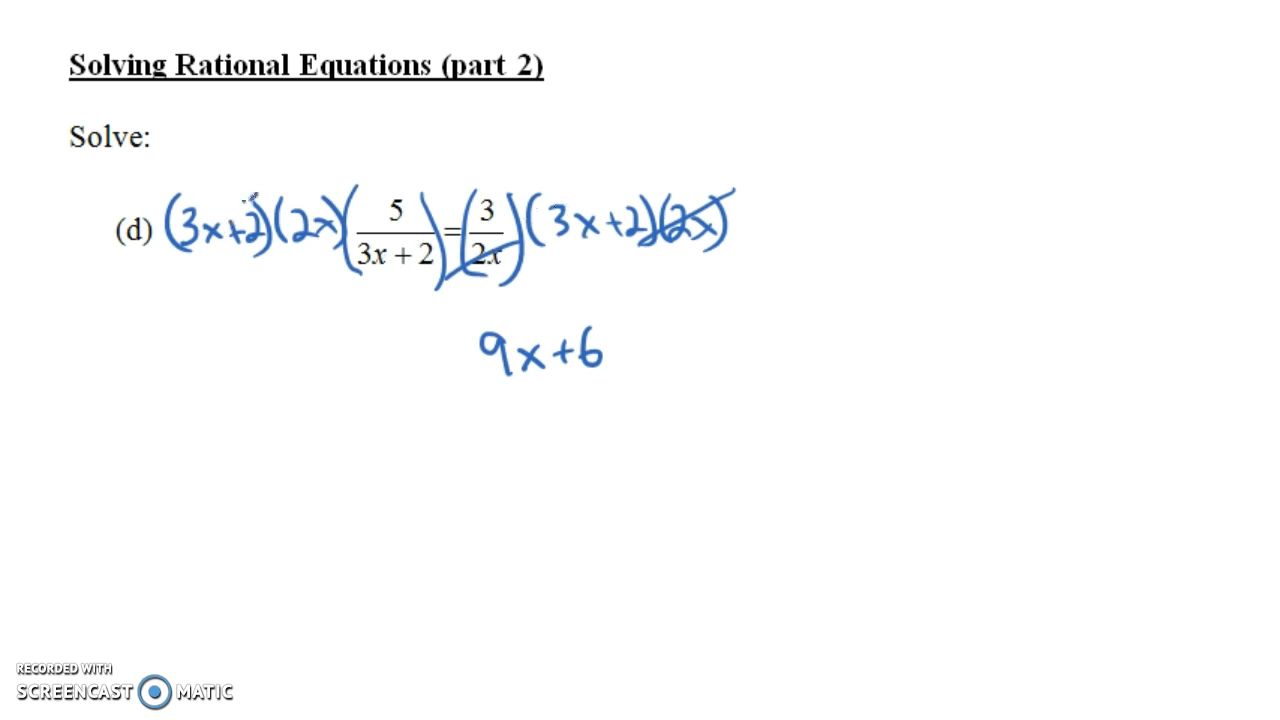 Solving Rational Equations (part 2)
Solve:
(d) (3x+2)(2x)(5/(3x + 2)) = (3/2x)(3x+2)(2x)
9x+6
RECORDED WITH
SCREENCAST MATIC